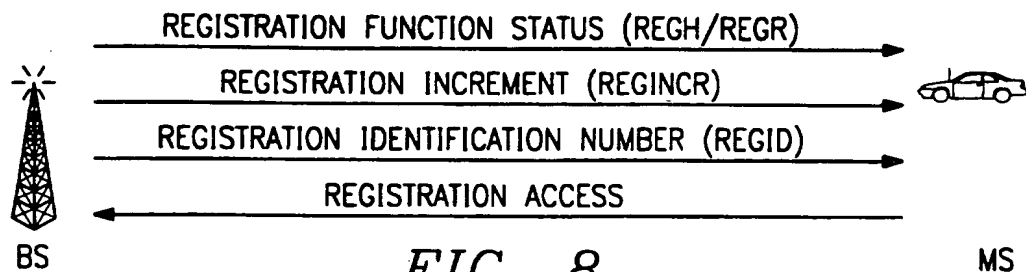 REGISTRATION FUNCTION STATUS (REGH/REGR)
REGISTRATION INCREMENT (REGINCR)
REGISTRATION IDENTIFICATION NUMBER (REGID)
REGISTRATION ACCESS
BS
FIG. 8
MS